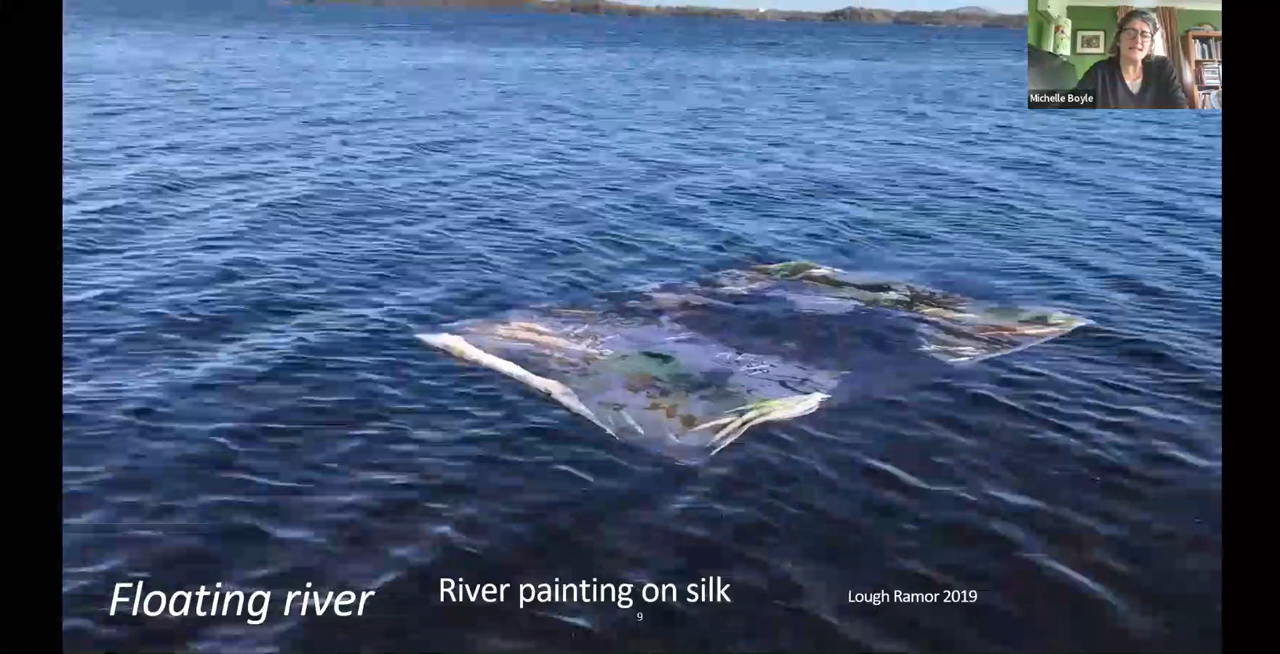 Michelle Boyle
Floating river
River painting on silk
Lough Ramor 2019
9